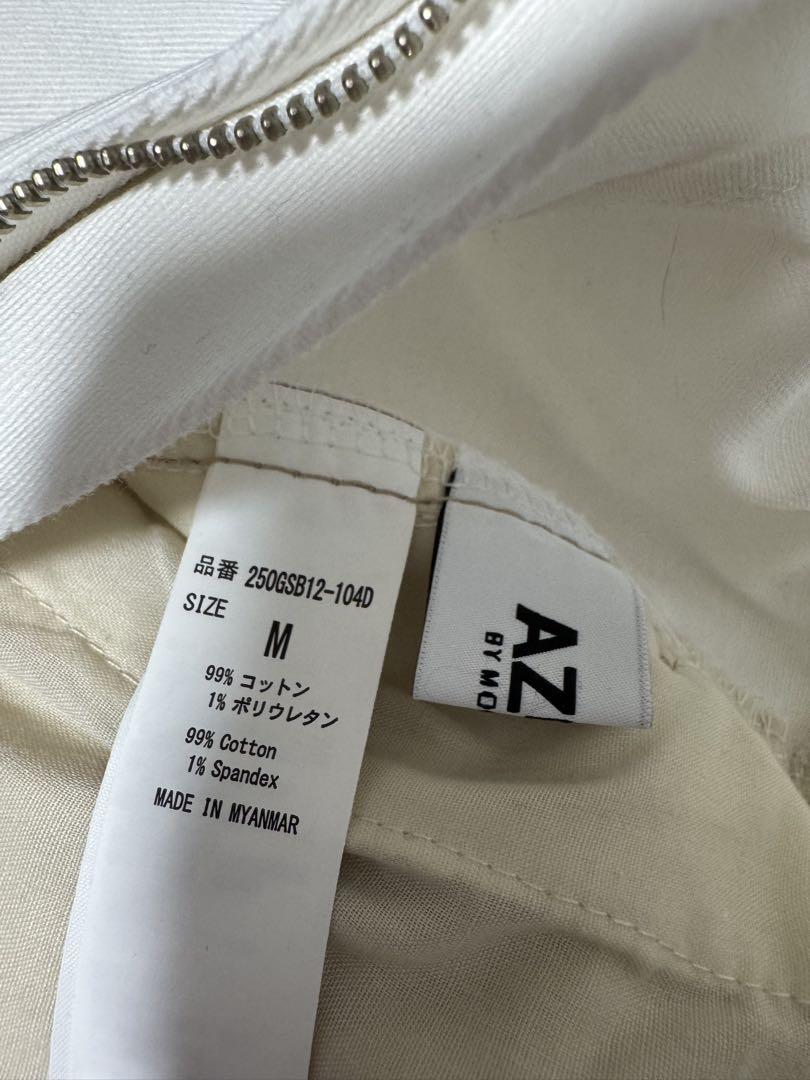 品番 250GSB12-104D
SIZE
M
99% コットン
1% ポリウレタン
99% Cotton
1% Spandex
MADE IN MYANMAR
AZ
BY MO